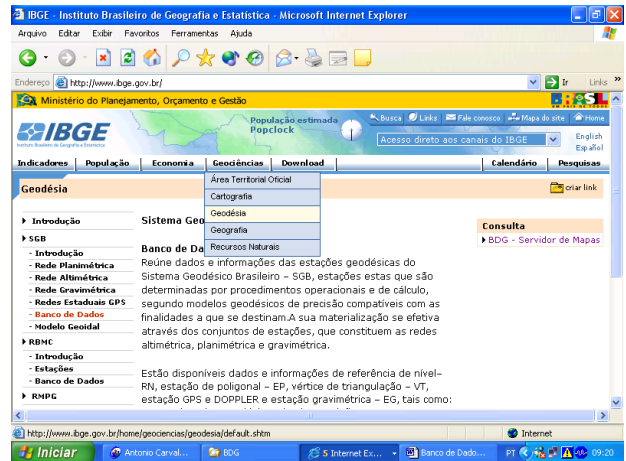 IBGE - Instituto Brasileiro de Geografia e Estatística - Microsoft Internet Explorer
Arquivo Editar Exibir Favoritos Ferramentas Ajuda
Endereço http://www.ibge.gov.br/ Ir Links »
Ministério do Planejamento, Orçamento e Gestão
IBGE
Instituto Brasileiro de Geografia e Estatística
População estimada
Popclock
Busca Links Fale conosco Mapa do site Home
Acesso direto aos canais do IBGE
English
Español
Indicadores População Economia Geociências Download Calendário Pesquisas
Área Territorial Oficial
Cartografia
Geodésia
Geografia
Recursos Naturais
Geodésia
criar link
Introdução
SGB
- Introdução
- Rede Planimétrica
- Rede Altimétrica
- Rede Gravimétrica
- Redes Estaduais GPS
- Banco de Dados
- Modelo Geoidal
RBMC
- Introdução
- Estações
- Banco de Dados
RMPG
Sistema Geo
Banco de Da
Reúne dados e informações das estações geodésicas do
Sistema Geodésico Brasileiro – SGB, estações estas que são
determinadas por procedimentos operacionais e de cálculo,
segundo modelos geodésicos de precisão compatíveis com as
finalidades a que se destinam.A sua materialização se efetiva
através dos conjuntos de estações, que constituem as redes
altimétrica, planimétrica e gravimétrica.
Estão disponíveis dados e informações de referência de nível–
RN, estação de poligonal – EP, vértice de triangulação – VT,
estação GPS e DOPPLER e estação gravimétrica – EG, tais como:
Consulta
BDG - Servidor de Mapas
http://www.ibge.gov.br/home/geociencias/geodesia/default.shtm Internet
Iniciar Antonio Carval... BDG 5 Internet Ex... Banco de Dado... PT 09:20